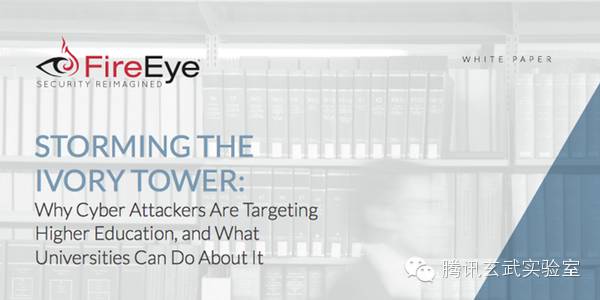 FireEye™
SECURITY REIMAGINED
WHITE PAPER
STORMING THE
IVORY TOWER:
Why Cyber Attackers Are Targeting
Higher Education, and What
Universities Can Do About It
腾讯玄武实验室